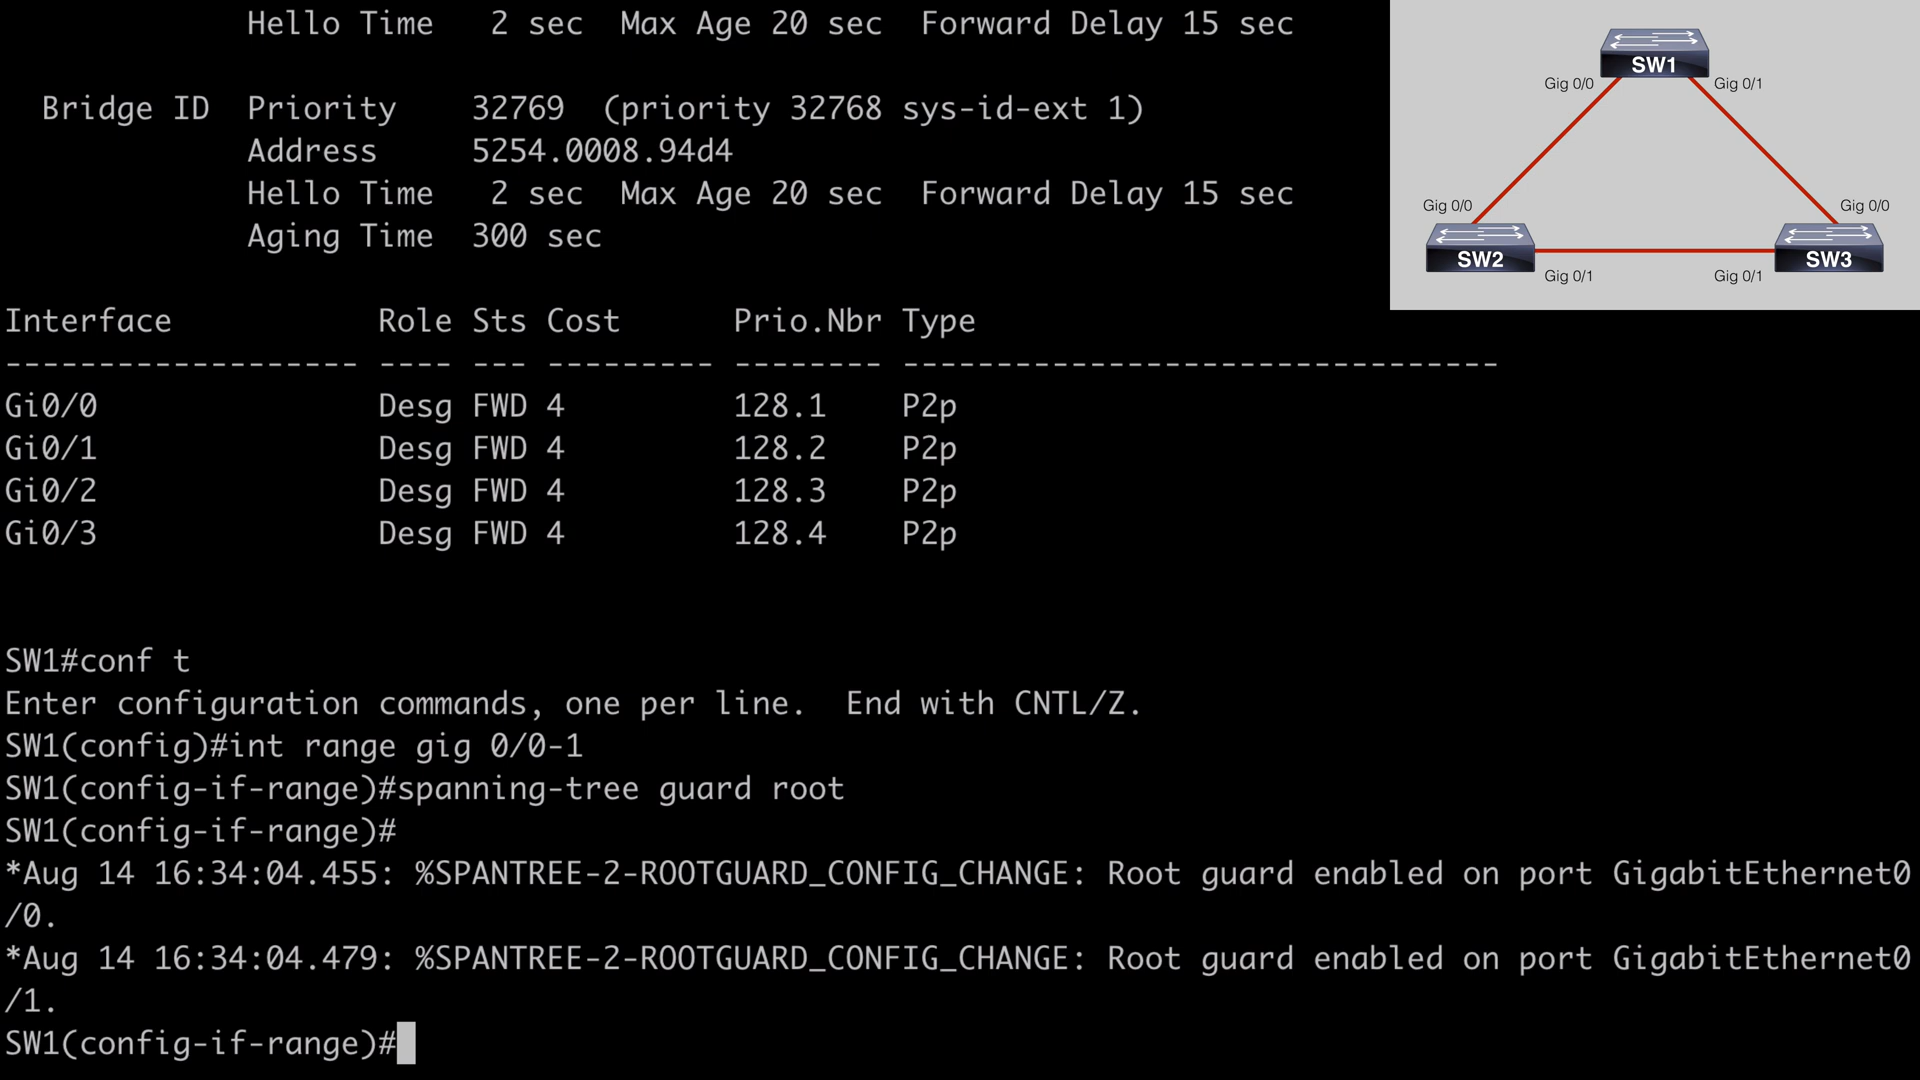 Hello Time   2 sec  Max Age 20 sec  Forward Delay 15 sec
Bridge ID  Priority    32769  (priority 32768 sys-id-ext 1)
Address     5254.0008.94d4
Hello Time   2 sec  Max Age 20 sec  Forward Delay 15 sec
Aging Time  300 sec
Interface           Role Sts Cost      Prio.Nbr Type
------------------- ---- --- --------- -------- --------------------------------
Gi0/0               Desg FWD 4         128.1    P2p
Gi0/1               Desg FWD 4         128.2    P2p
Gi0/2               Desg FWD 4         128.3    P2p
Gi0/3               Desg FWD 4         128.4    P2p
SW1#conf t
Enter configuration commands, one per line.  End with CNTL/Z.
SW1(config)#int range gig 0/0-1
SW1(config-if-range)#spanning-tree guard root
SW1(config-if-range)#
*Aug 14 16:34:04.455: %SPANTREE-2-ROOTGUARD_CONFIG_CHANGE: Root guard enabled on port GigabitEthernet0
/0.
*Aug 14 16:34:04.479: %SPANTREE-2-ROOTGUARD_CONFIG_CHANGE: Root guard enabled on port GigabitEthernet0
/1.
SW1(config-if-range)#
SW1
Gig 0/0
Gig 0/1
Gig 0/0
Gig 0/0
SW2
SW3
Gig 0/1
Gig 0/1